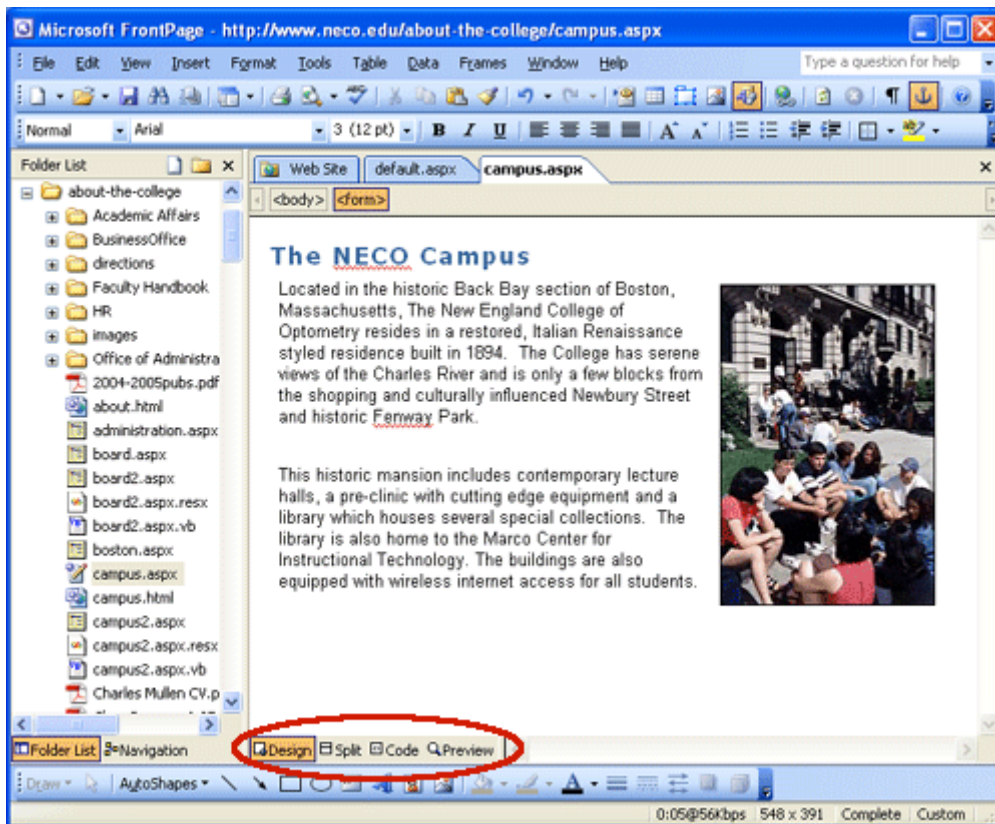 Microsoft FrontPage - http://www.neco.edu/about-the-college/campus.aspx
File Edit View Insert Format Tools Table Data Frames Window Help Type a question for help
Normal Arial 3 (12 pt) B I U A A
Folder List
Web Site default.aspx campus.aspx
<body> <form>
about-the-college
Academic Affairs
BusinessOffice
directions
Faculty Handbook
HR
images
Office of Administra
2004-2005pubs.pdf
about.html
administration.aspx
board.aspx
board2.aspx
board2.aspx.resx
board2.aspx.vb
boston.aspx
campus.aspx
campus.html
campus2.aspx
campus2.aspx.resx
campus2.aspx.vb
Charles Mullen CV.p
The NECO Campus
Located in the historic Back Bay section of Boston,
Massachusetts, The New England College of
Optometry resides in a restored, Italian Renaissance
styled residence built in 1894. The College has serene
views of the Charles River and is only a few blocks from
the shopping and culturally influenced Newbury Street
and historic Fenway Park.
This historic mansion includes contemporary lecture
halls, a pre-clinic with cutting edge equipment and a
library which houses several special collections. The
library is also home to the Marco Center for
Instructional Technology. The buildings are also
equipped with wireless internet access for all students.
Folder List Navigation Design Split Code Preview
Draw AutoShapes A
0:05@56Kbps 548 x 391 Complete Custom